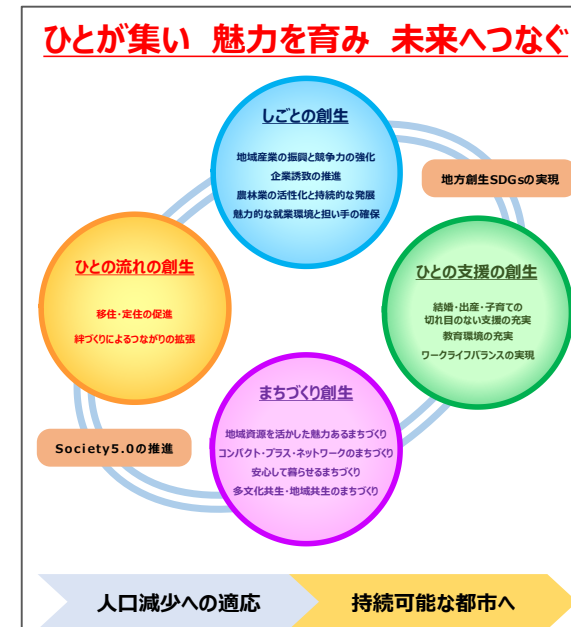 ひとが集い 魅力を育み 未来へつなぐ
しごとの創生
地域産業の振興と競争力の強化
企業誘致の推進
農林業の活性化と持続的な発展
魅力的な就業環境と担い手の確保
地方創生SDGsの実現
ひとの流れの創生
移住・定住の促進
絆づくりによるつながりの拡張
ひとの支援の創生
結婚・出産・子育ての
切れ目のない支援の充実
教育環境の充実
ワークライフバランスの実現
まちづくり創生
地域資源を活かした魅力あるまちづくり
コンパクト・プラス・ネットワークのまちづくり
安心して暮らせるまちづくり
多文化共生・地域共生のまちづくり
Society5.0の推進
人口減少への適応
持続可能な都市へ